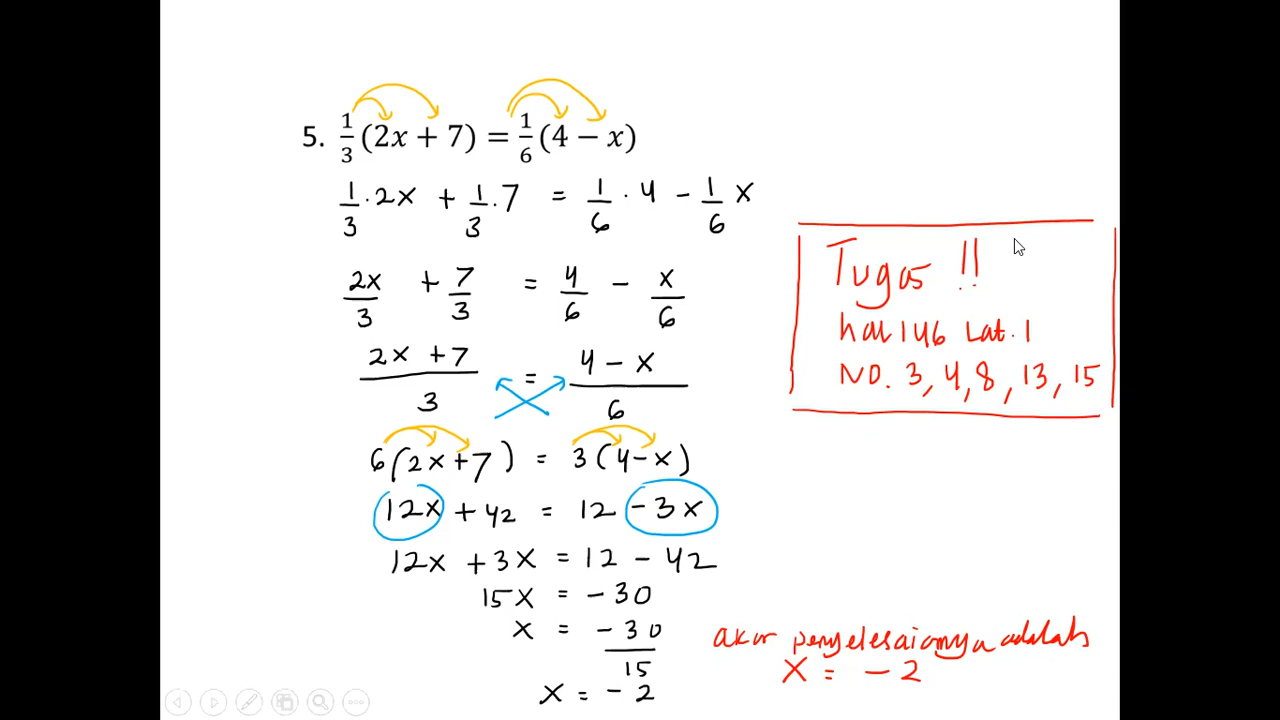 5. 1/3 (2x + 7) = 1/6 (4 − x)
1/3 . 2x + 1/3 . 7 = 1/6 . 4 - 1/6 x
2x/3 + 7/3 = 4/6 - x/6
2x + 7/3 = 4 - x/6
6(2x+7) = 3(4-x)
12x + 42 = 12 - 3x
12x + 3x = 12 - 42
15x = -30
x = -30/15
x = -2
Tugas !!
hal 146 Lat. 1
NO. 3, 4, 8, 13, 15
akar penyelesaiannya adalah
x = -2